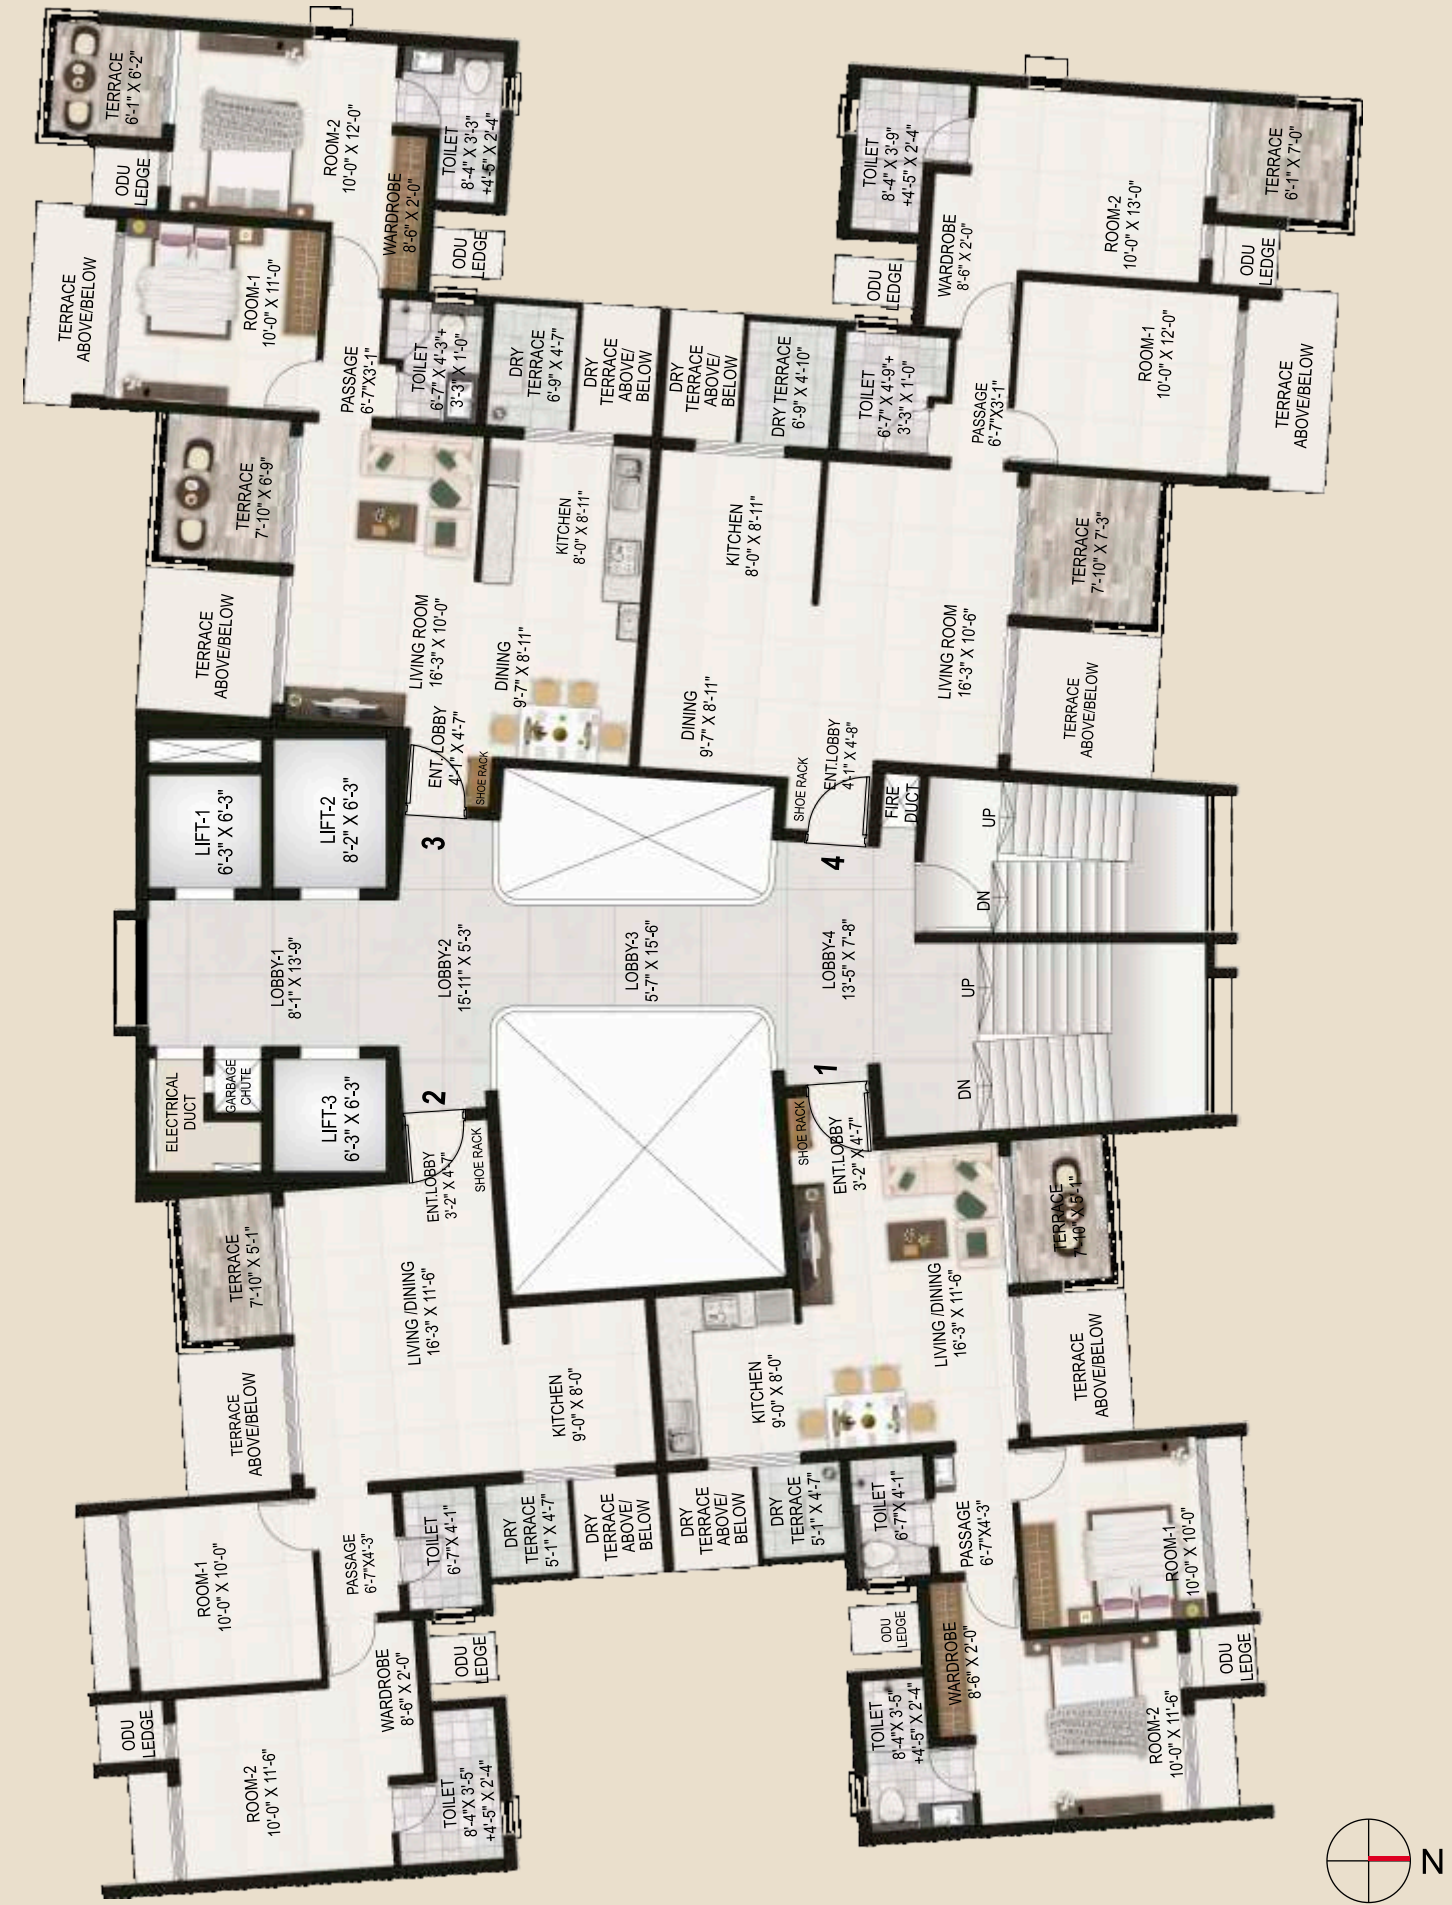 TERRACE
6'-1" X 6'-2"
ODU
LEDGE
ROOM-2
10'-0" X 12'-0"
TOILET
8'-4" X 3'-3"
+4'-5" X 2'-4"
WARDROBE
8'-6" X 2'-0"
ODU
LEDGE
TERRACE
ABOVE/BELOW
ROOM-1
10'-0" X 11'-0"
PASSAGE
6'-7"X3'-1"
TOILET
6'-7" X 4'-3"+
3'-3" X 1'-0"
DRY
TERRACE
6'-9" X 4'-7"
DRY
TERRACE
ABOVE/
BELOW
TERRACE
7'-10" X 6'-9"
KITCHEN
8'-0" X 8'-11"
TERRACE
ABOVE/BELOW
LIVING ROOM
16'-3" X 10'-0"
DINING
9'-7" X 8'-11"
ENT.LOBBY
4'-1" X 4'-7"
SHOE RACK
3
TOILET
8'-4" X 3'-9"
+4'-5" X 2'-4"
ROOM-2
10'-0" X 13'-0"
TERRACE
6'-1" X 7'-0"
WARDROBE
8'-6" X 2'-0"
ODU
LEDGE
ODU
LEDGE
DRY
TERRACE
ABOVE/
BELOW
DRY TERRACE
6'-9" X 4'-10"
TOILET
6'-7" X 4'-9"+
3'-3" X 1'-0"
PASSAGE
6'-7"X3'-1"
ROOM-1
10'-0" X 12'-0"
TERRACE
ABOVE/BELOW
KITCHEN
8'-0" X 8'-11"
TERRACE
7'-10" X 7'-3"
DINING
9'-7" X 8'-11"
LIVING ROOM
16'-3" X 10'-6"
TERRACE
ABOVE/BELOW
SHOE RACK
ENT.LOBBY
4'-1" X 4'-8"
FIRE
DUCT
4
UP
DN
LIFT-1
6'-3" X 6'-3"
LIFT-2
8'-2" X 6'-3"
LOBBY-1
8'-1" X 13'-9"
LOBBY-2
15'-11" X 5'-3"
LOBBY-3
5'-7" X 15'-6"
LOBBY-4
13'-5" X 7'-8"
UP
DN
ELECTRICAL
DUCT
GARBAGE
CHUTE
LIFT-3
6'-3" X 6'-3"
2
ENT.LOBBY
3'-2" X 4'-7"
SHOE RACK
TERRACE
7'-10" X 5'-1"
LIVING /DINING
16'-3" X 11'-6"
TERRACE
ABOVE/BELOW
KITCHEN
9'-0" X 8'-0"
ROOM-1
10'-0" X 10'-0"
PASSAGE
6'-7"X4'-3"
TOILET
6'-7"X 4'-1"
DRY
TERRACE
5'-1" X 4'-7"
DRY
TERRACE
ABOVE/
BELOW
ODU
LEDGE
WARDROBE
8'-6" X 2'-0"
ODU
LEDGE
ROOM-2
10'-0" X 11'-6"
TOILET
8'-4"X 3'-5"
+4'-5" X 2'-4"
1
SHOE RACK
ENT.LOBBY
3'-2" X 4'-7"
TERRACE
7'-10" X 5'-1"
LIVING /DINING
16'-3" X 11'-6"
KITCHEN
9'-0" X 8'-0"
TERRACE
ABOVE/BELOW
DRY
TERRACE
ABOVE/
BELOW
DRY
TERRACE
5'-1" X 4'-7"
TOILET
6'-7"X 4'-1"
PASSAGE
6'-7"X4'-3"
ROOM-1
10'-0" X 10'-0"
ODU
LEDGE
WARDROBE
8'-6" X 2'-0"
ODU
LEDGE
TOILET
8'-4"X 3'-5"
+4'-5" X 2'-4"
ROOM-2
10'-0" X 11'-6"
N